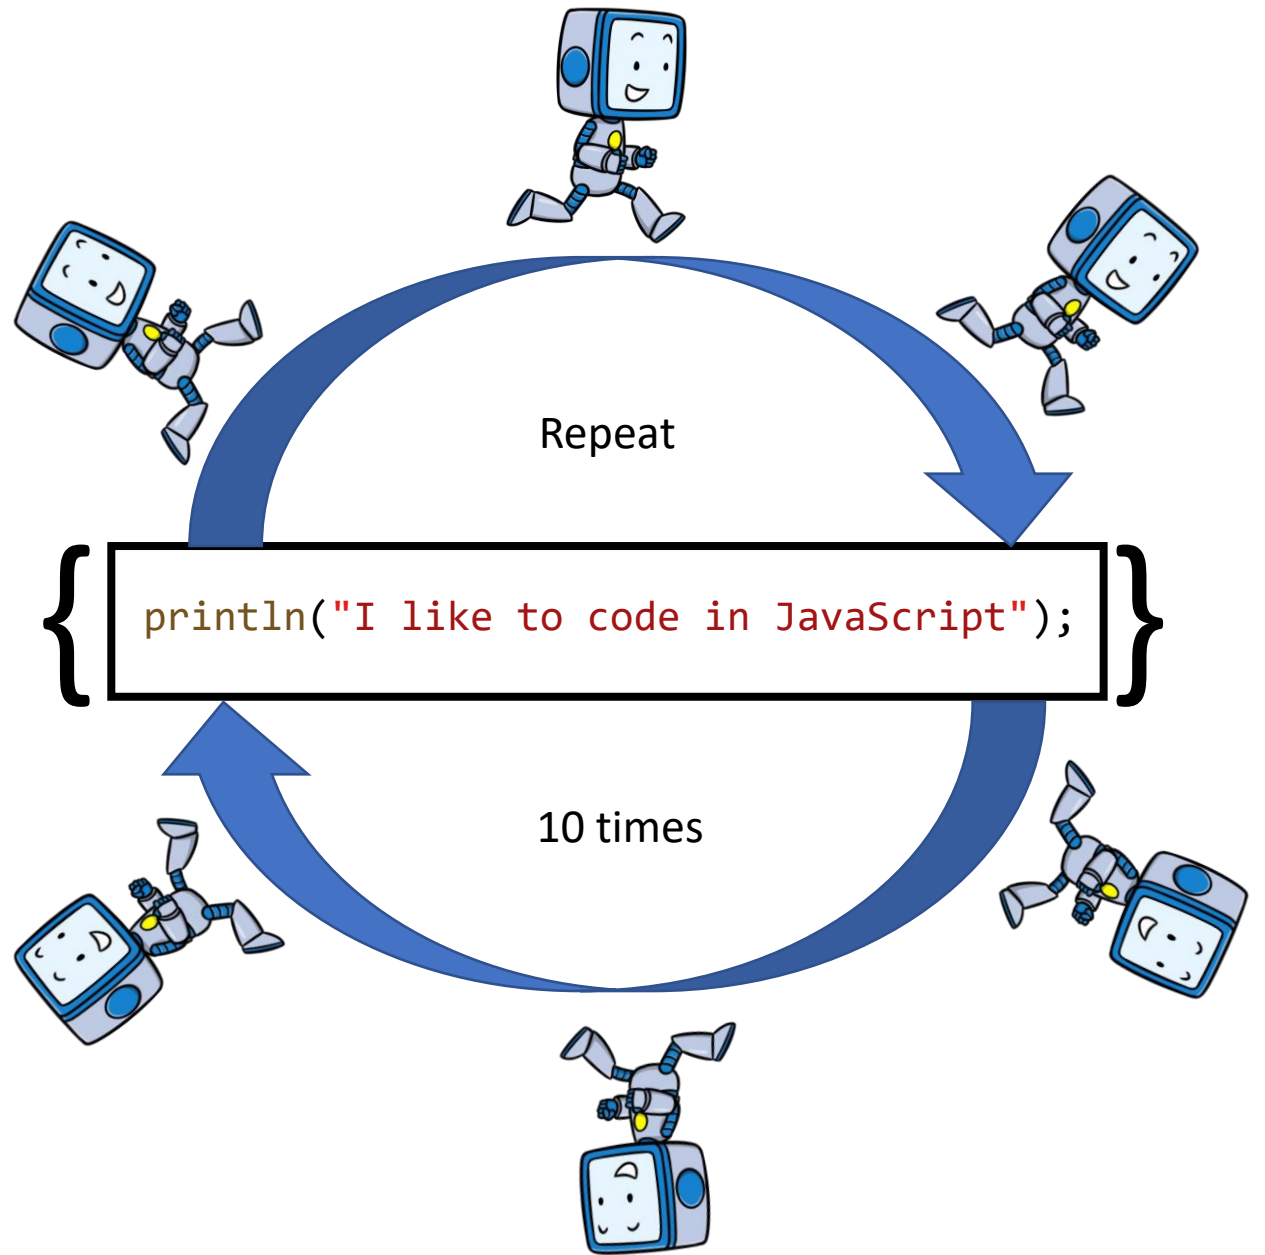 Repeat
{ println("I like to code in JavaScript"); }
10 times